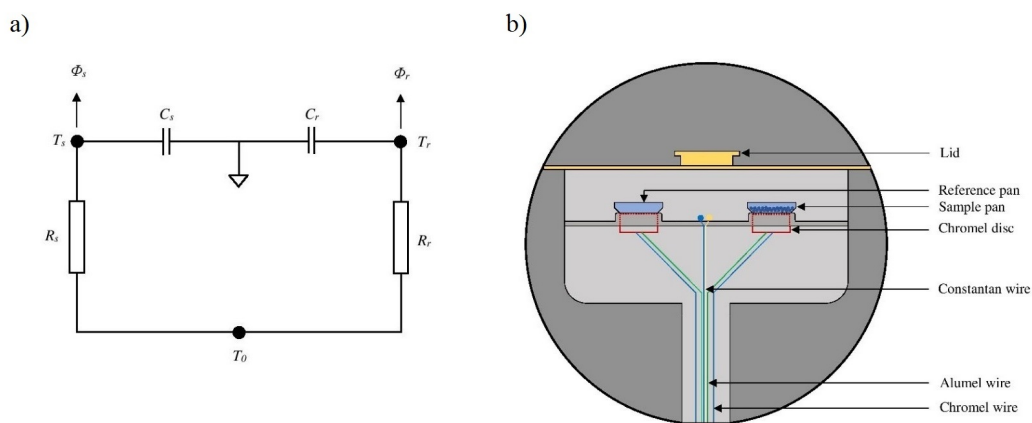 a)
Φs
Φr
Cs
Cr
Ts
Tr
Rs
Rr
T0
b)
Lid
Reference pan
Sample pan
Chromel disc
Constantan wire
Alumel wire
Chromel wire